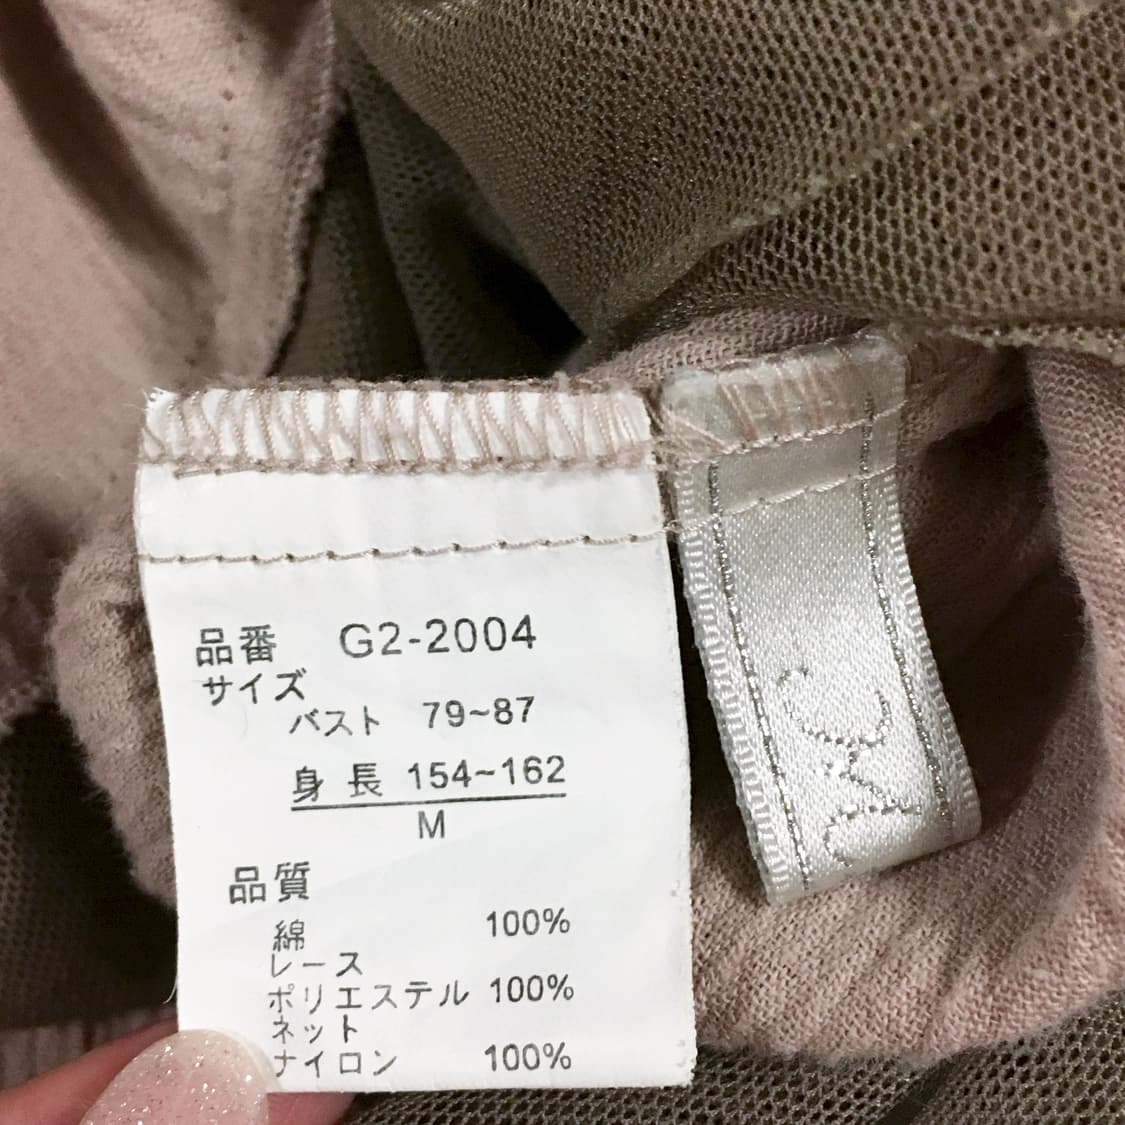 品番 G2-2004
サイズ
バスト 79~87
身長 154~162
M
品質
綿 100%
レース
ポリエステル 100%
ネット
ナイロン 100%